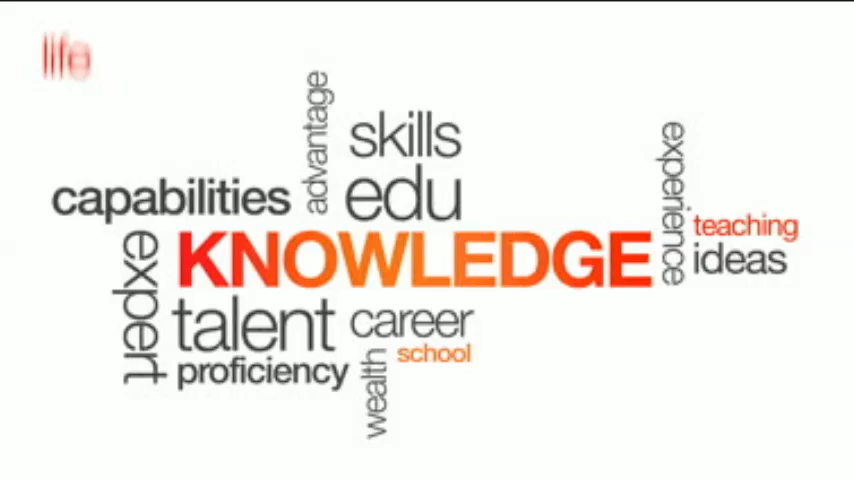 life
advantage
skills
experience
capabilities
edu
teaching
expert
KNOWLEDGE
ideas
talent
career
school
proficiency
wealth